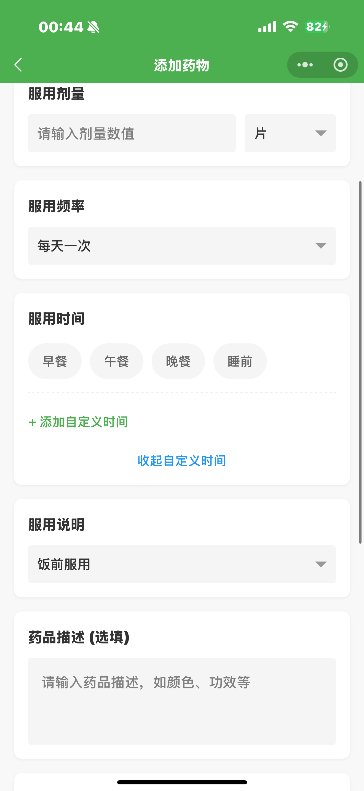 00:44
82
添加药物
服用剂量
请输入剂量数值
片
服用频率
每天一次
服用时间
早餐 午餐 晚餐 睡前
+ 添加自定义时间
收起自定义时间
服用说明
饭前服用
药品描述 (选填)
请输入药品描述，如颜色、功效等